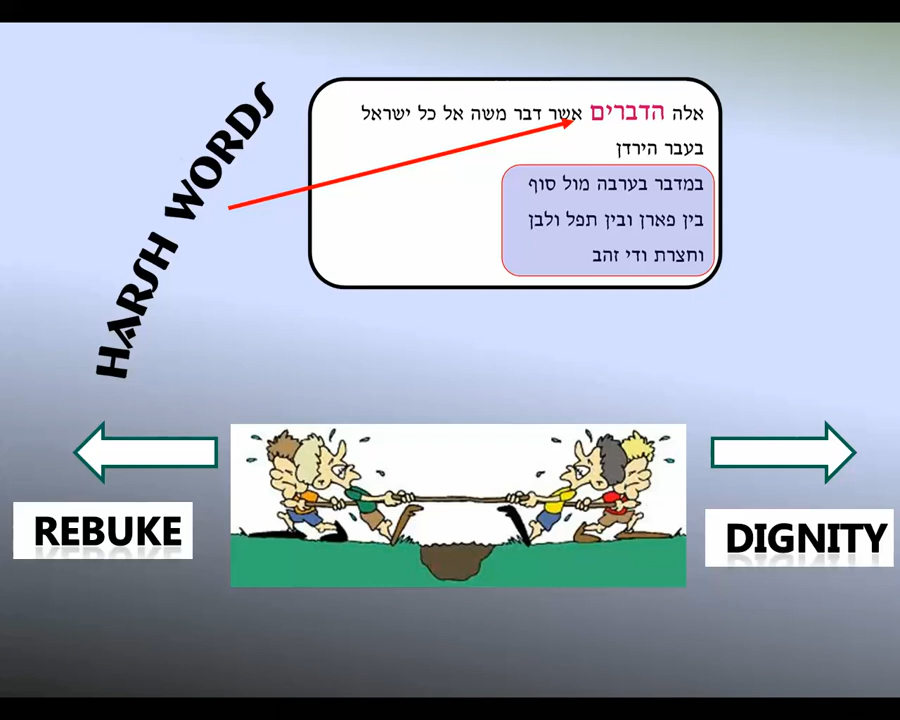 HARSH WORDS
אלה הדברים אשר דבר משה אל כל ישראל
בעבר הירדן
במדבר בערבה מול סוף
בין פארן ובין תפל ולבן
וחצרת ודי זהב
REBUKE
DIGNITY